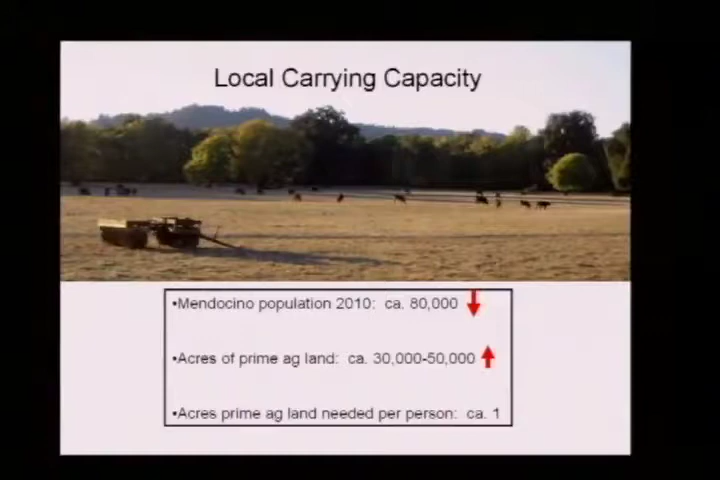 Local Carrying Capacity
•Mendocino population 2010: ca. 80,000
•Acres of prime ag land: ca. 30,000-50,000
•Acres prime ag land needed per person: ca. 1